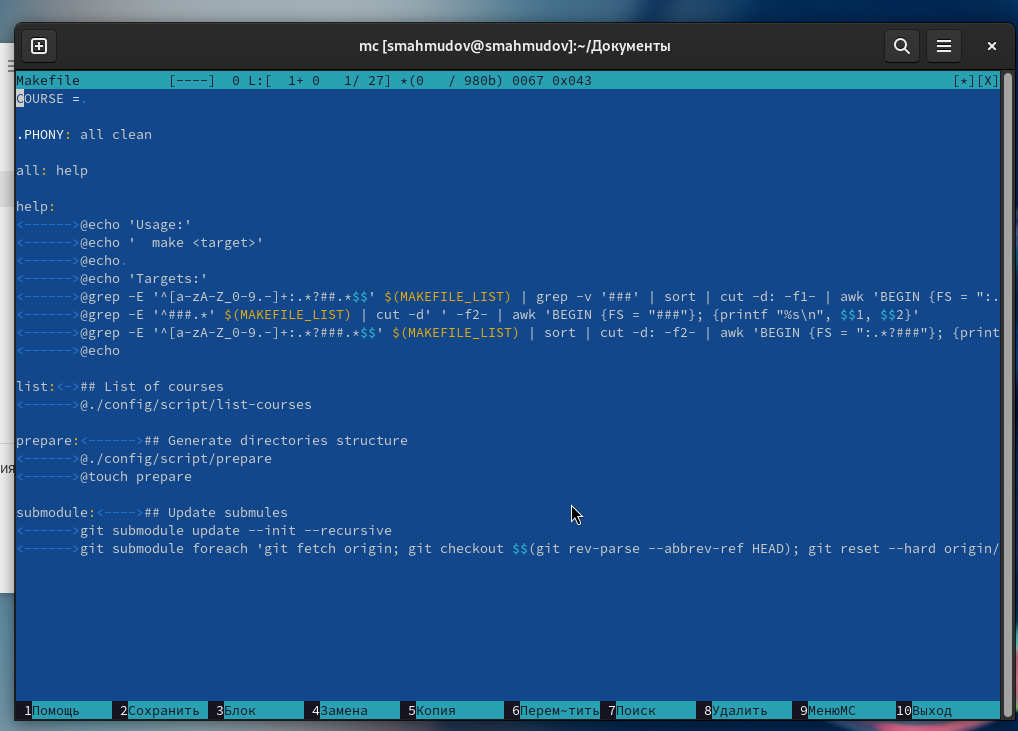 mc [smahmudov@smahmudov]:~/Документы
Makefile [----] 0 L:[ 1+ 0 1/ 27] *(0 / 980b) 0067 0x043 [*][X]
COURSE =.
.PHONY: all clean
all: help
help:
<------>@echo 'Usage:'
<------>@echo '  make <target>'
<------>@echo.
<------>@echo 'Targets:'
<------>@grep -E '^[a-zA-Z_0-9.-]+:.*?##.*$$' $(MAKEFILE_LIST) | grep -v '###' | sort | cut -d: -f1- | awk 'BEGIN {FS = ":.
<------>@grep -E '^###.*' $(MAKEFILE_LIST) | cut -d' ' -f2- | awk 'BEGIN {FS = "###"}; {printf "%s\n", $$1, $$2}'
<------>@grep -E '^[a-zA-Z_0-9.-]+:.*?###.*$$' $(MAKEFILE_LIST) | sort | cut -d: -f2- | awk 'BEGIN {FS = ":.*?###"}; {print
<------>@echo
list:<->## List of courses
<------>@./config/script/list-courses
ия
prepare:<------>## Generate directories structure
<------>@./config/script/prepare
<------>@touch prepare
submodule:<---->## Update submules
<------>git submodule update --init --recursive
<------>git submodule foreach 'git fetch origin; git checkout $$(git rev-parse --abbrev-ref HEAD); git reset --hard origin/
1Помощь 2Сохранить 3Блок 4Замена 5Копия 6Перем~тить 7Поиск 8Удалить 9МенюМС 10Выход